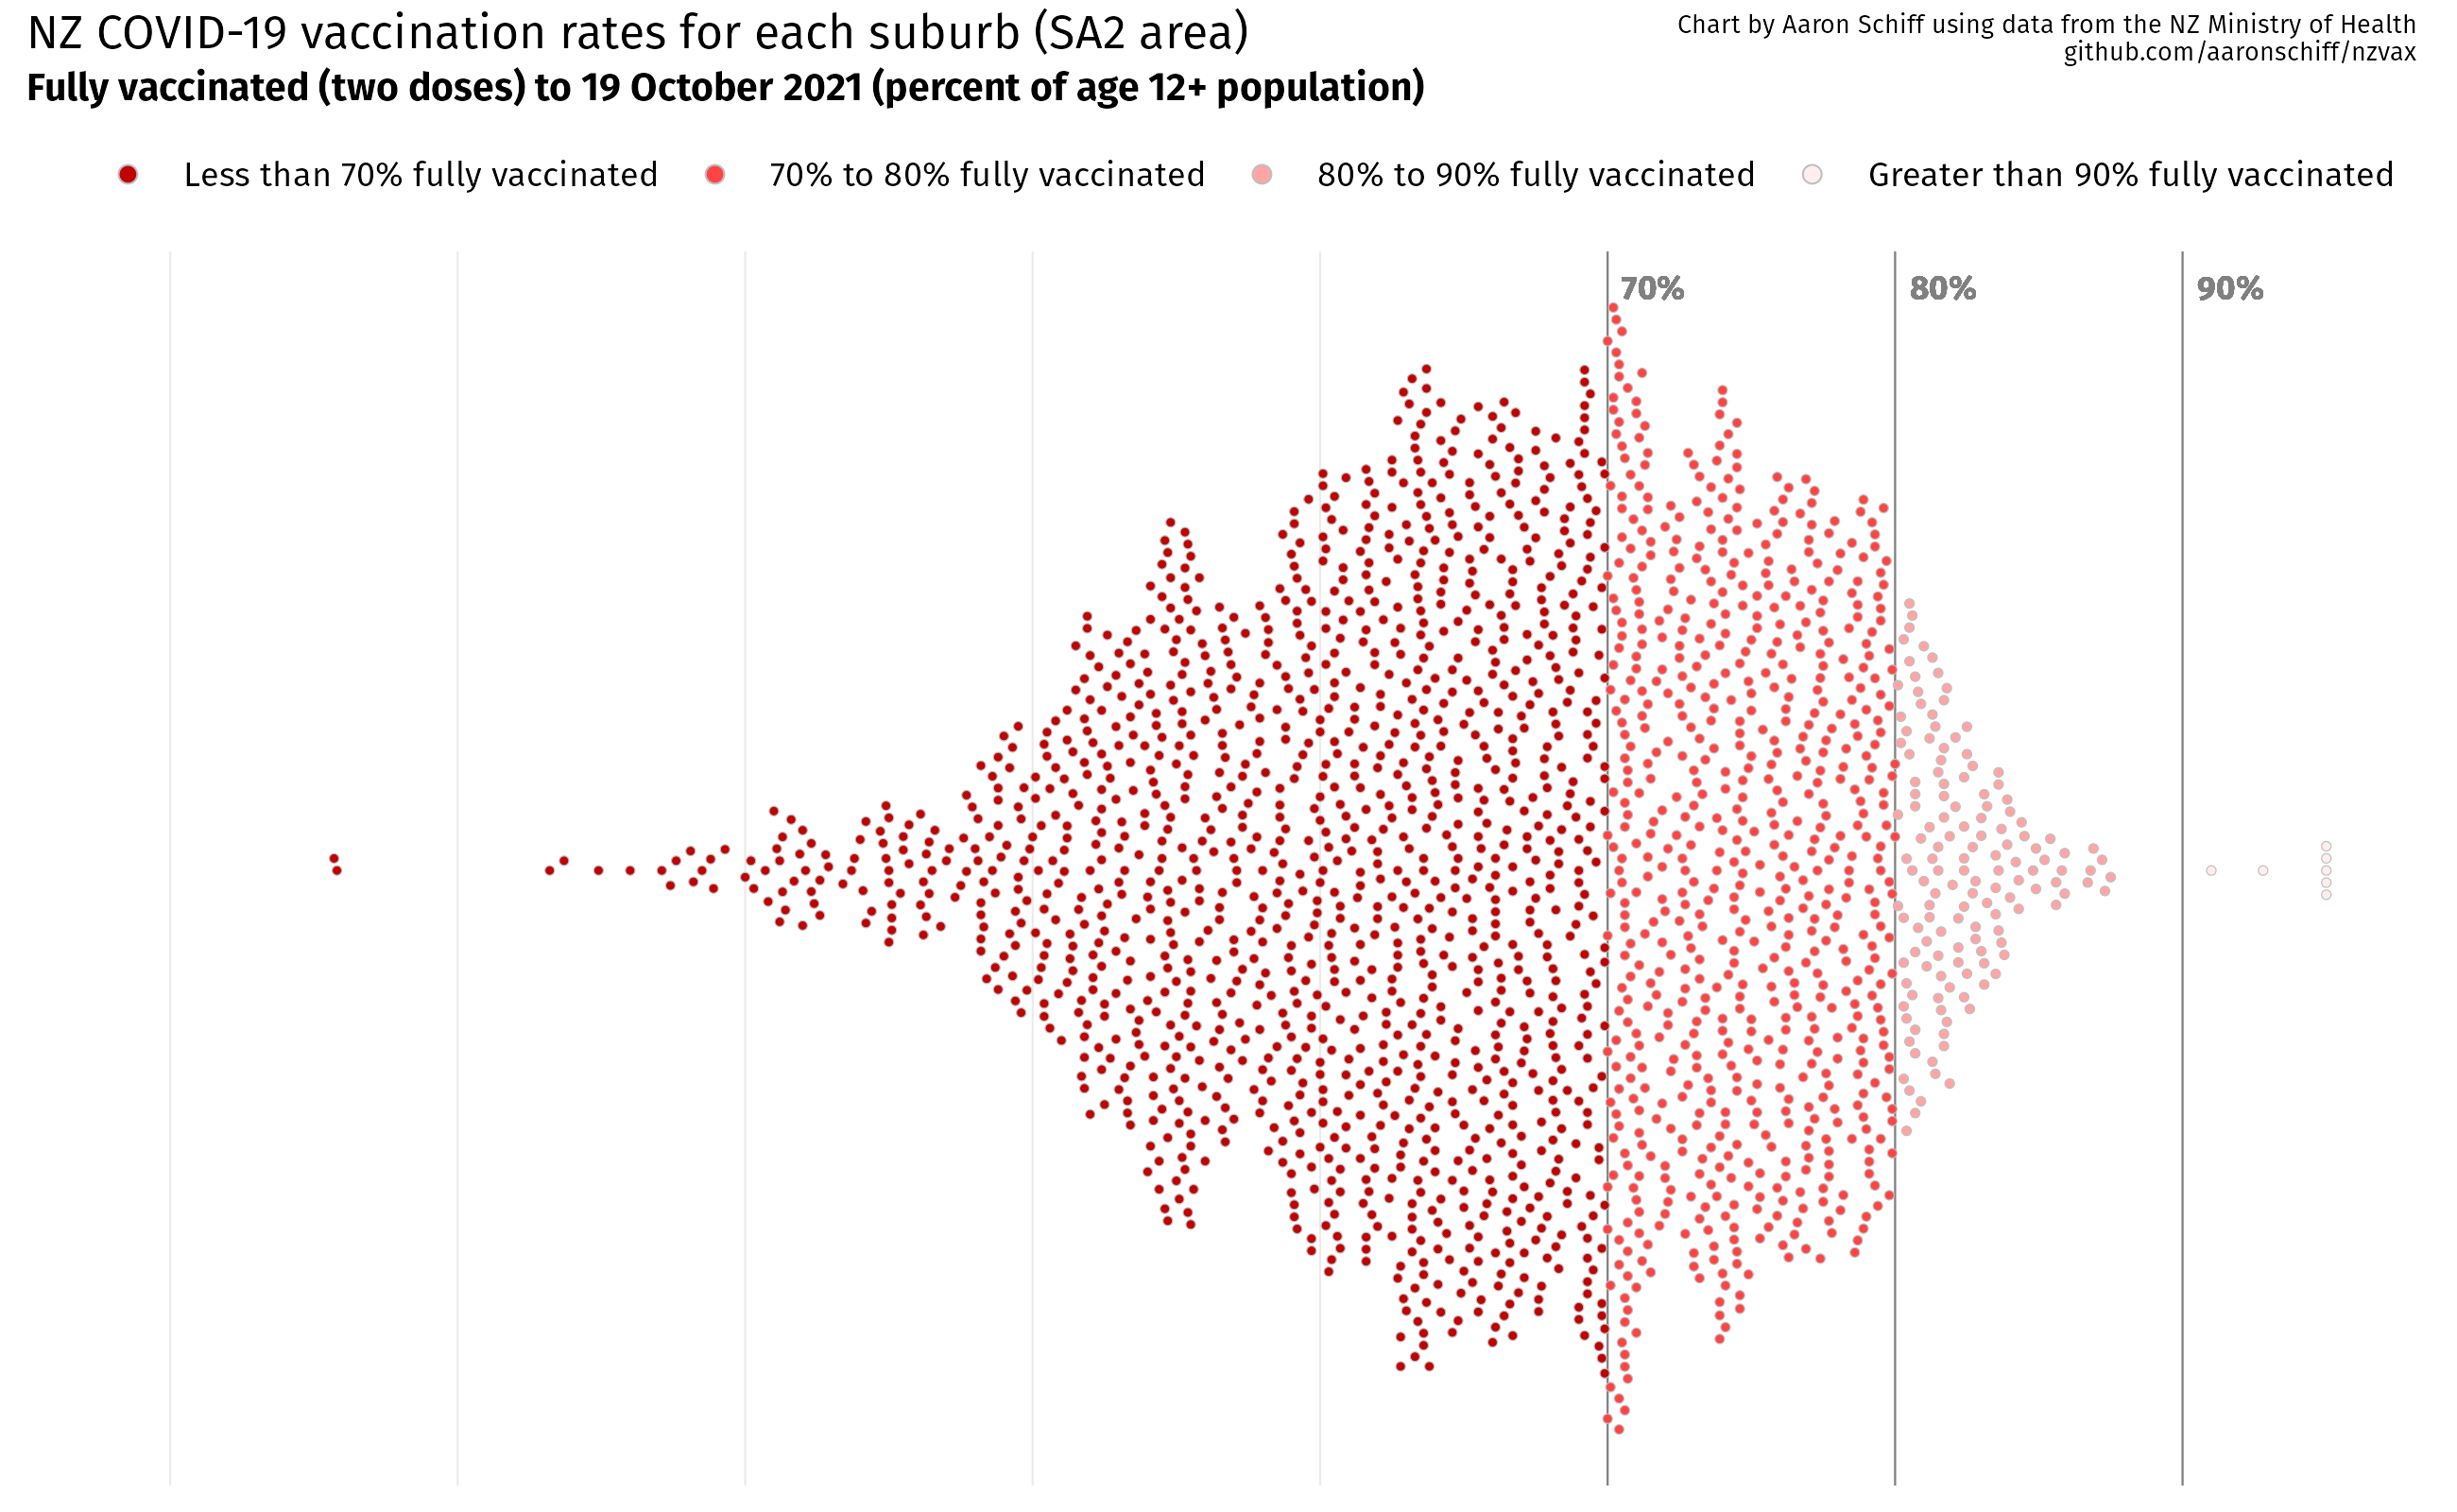 NZ COVID-19 vaccination rates for each suburb (SA2 area)
Fully vaccinated (two doses) to 19 October 2021 (percent of age 12+ population)
Chart by Aaron Schiff using data from the NZ Ministry of Health
github.com/aaronschiff/nzvax
Less than 70% fully vaccinated
70% to 80% fully vaccinated
80% to 90% fully vaccinated
Greater than 90% fully vaccinated
70%
80%
90%